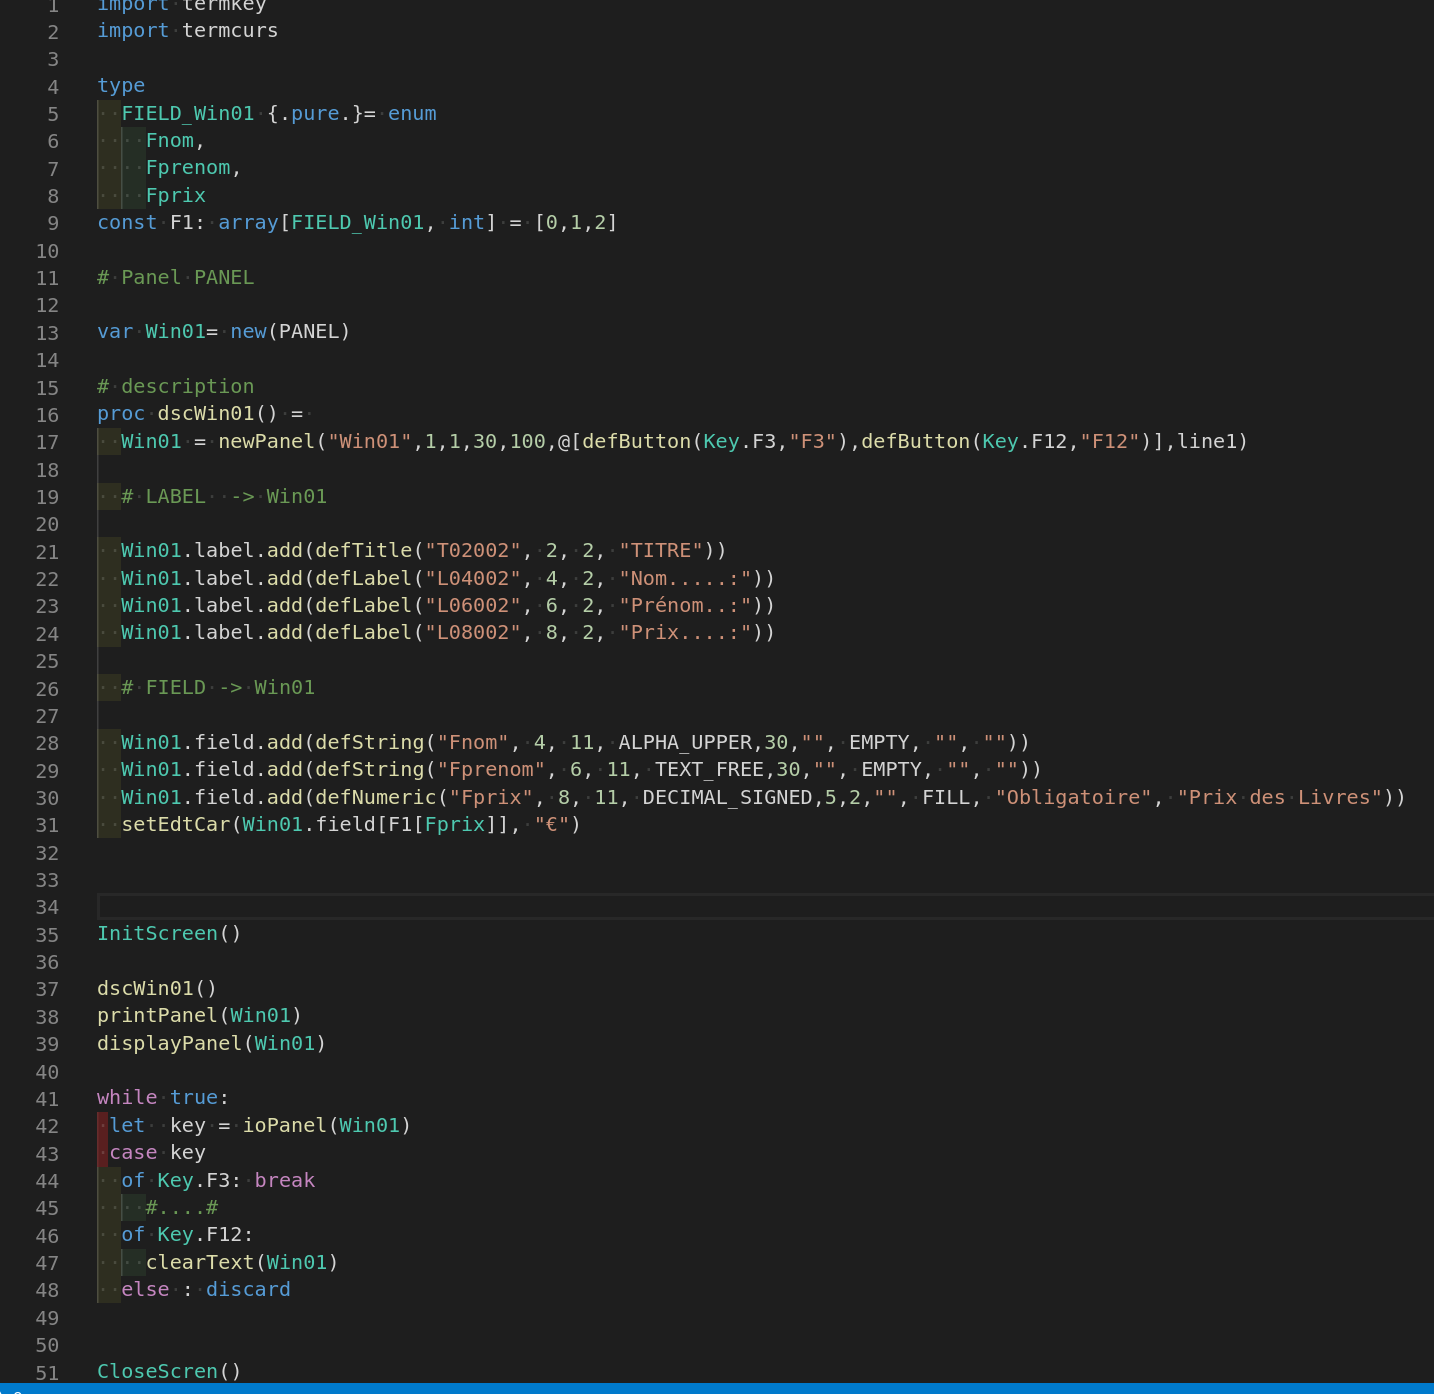 1 import termkey
2 import termcurs
3
4 type
5   FIELD_Win01 {.pure.}= enum
6     Fnom,
7     Fprenom,
8     Fprix
9 const F1: array[FIELD_Win01, int] = [0,1,2]
10
11 # Panel PANEL
12
13 var Win01= new(PANEL)
14
15 # description
16 proc dscWin01() =
17   Win01 = newPanel("Win01",1,1,30,100,@[defButton(Key.F3,"F3"),defButton(Key.F12,"F12")],line1)
18
19   # LABEL  -> Win01
20
21   Win01.label.add(defTitle("T02002", 2, 2, "TITRE"))
22   Win01.label.add(defLabel("L04002", 4, 2, "Nom.....:"))
23   Win01.label.add(defLabel("L06002", 6, 2, "Prénom..:"))
24   Win01.label.add(defLabel("L08002", 8, 2, "Prix....:"))
25
26   # FIELD -> Win01
27
28   Win01.field.add(defString("Fnom", 4, 11, ALPHA_UPPER,30,"", EMPTY, "", ""))
29   Win01.field.add(defString("Fprenom", 6, 11, TEXT_FREE,30,"", EMPTY, "", ""))
30   Win01.field.add(defNumeric("Fprix", 8, 11, DECIMAL_SIGNED,5,2,"", FILL, "Obligatoire", "Prix des Livres"))
31   setEdtCar(Win01.field[F1[Fprix]], "€")
32
33
34
35 InitScreen()
36
37 dscWin01()
38 printPanel(Win01)
39 displayPanel(Win01)
40
41 while true:
42  let  key = ioPanel(Win01)
43  case key
44   of Key.F3: break
45     #....#
46   of Key.F12:
47     clearText(Win01)
48   else : discard
49
50
51 CloseScren()